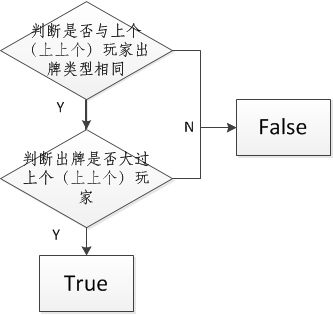 判断是否与上个
（上上个）玩家出
牌类型相同
Y
N
False
判断出牌是否大过
上个（上上个）玩
家
Y
True